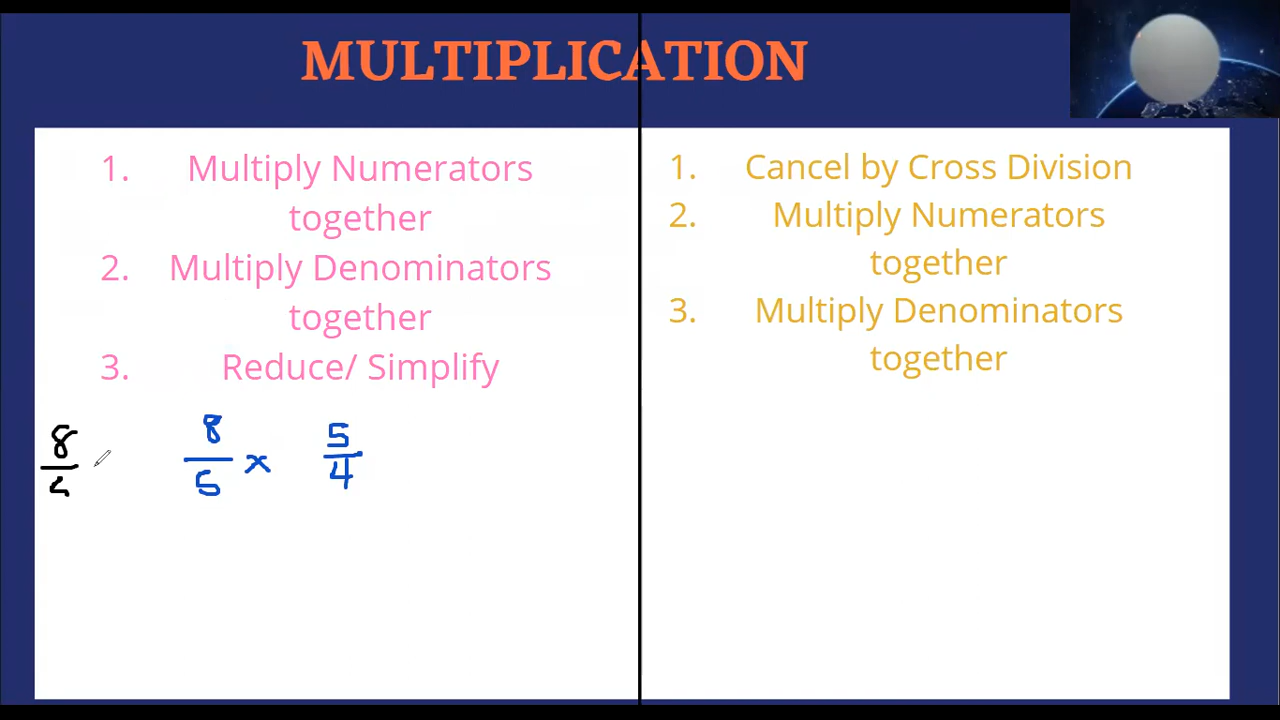 MULTIPLICATION
1. Multiply Numerators
together
2. Multiply Denominators
together
3. Reduce/ Simplify
1. Cancel by Cross Division
2. Multiply Numerators
together
3. Multiply Denominators
together
8 8 5
5 x 4